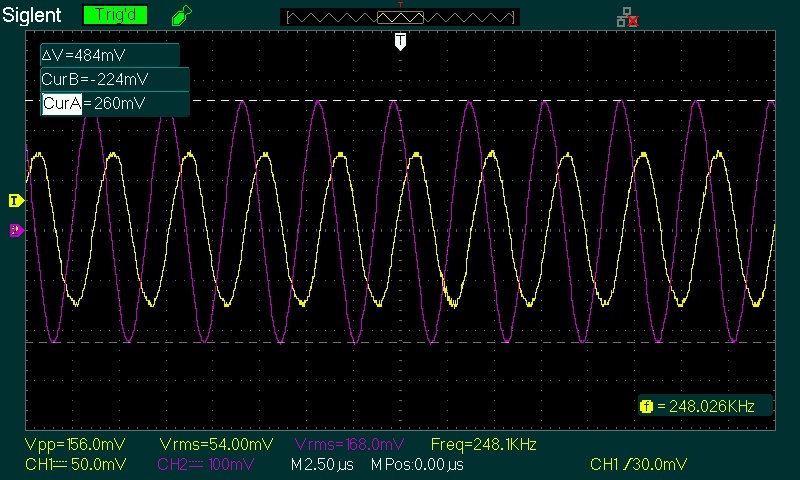 Siglent Trig'd T
T
ΔV=484mV
CurB=-224mV
CurA=260mV
T
f = 248.026KHz
Vpp=156.0mV Vrms=54.00mV Vrms=168.0mV Freq=248.1KHz
CH1 50.0mV CH2 100mV M 2.50μs M Pos:0.00μs CH1 30.0mV